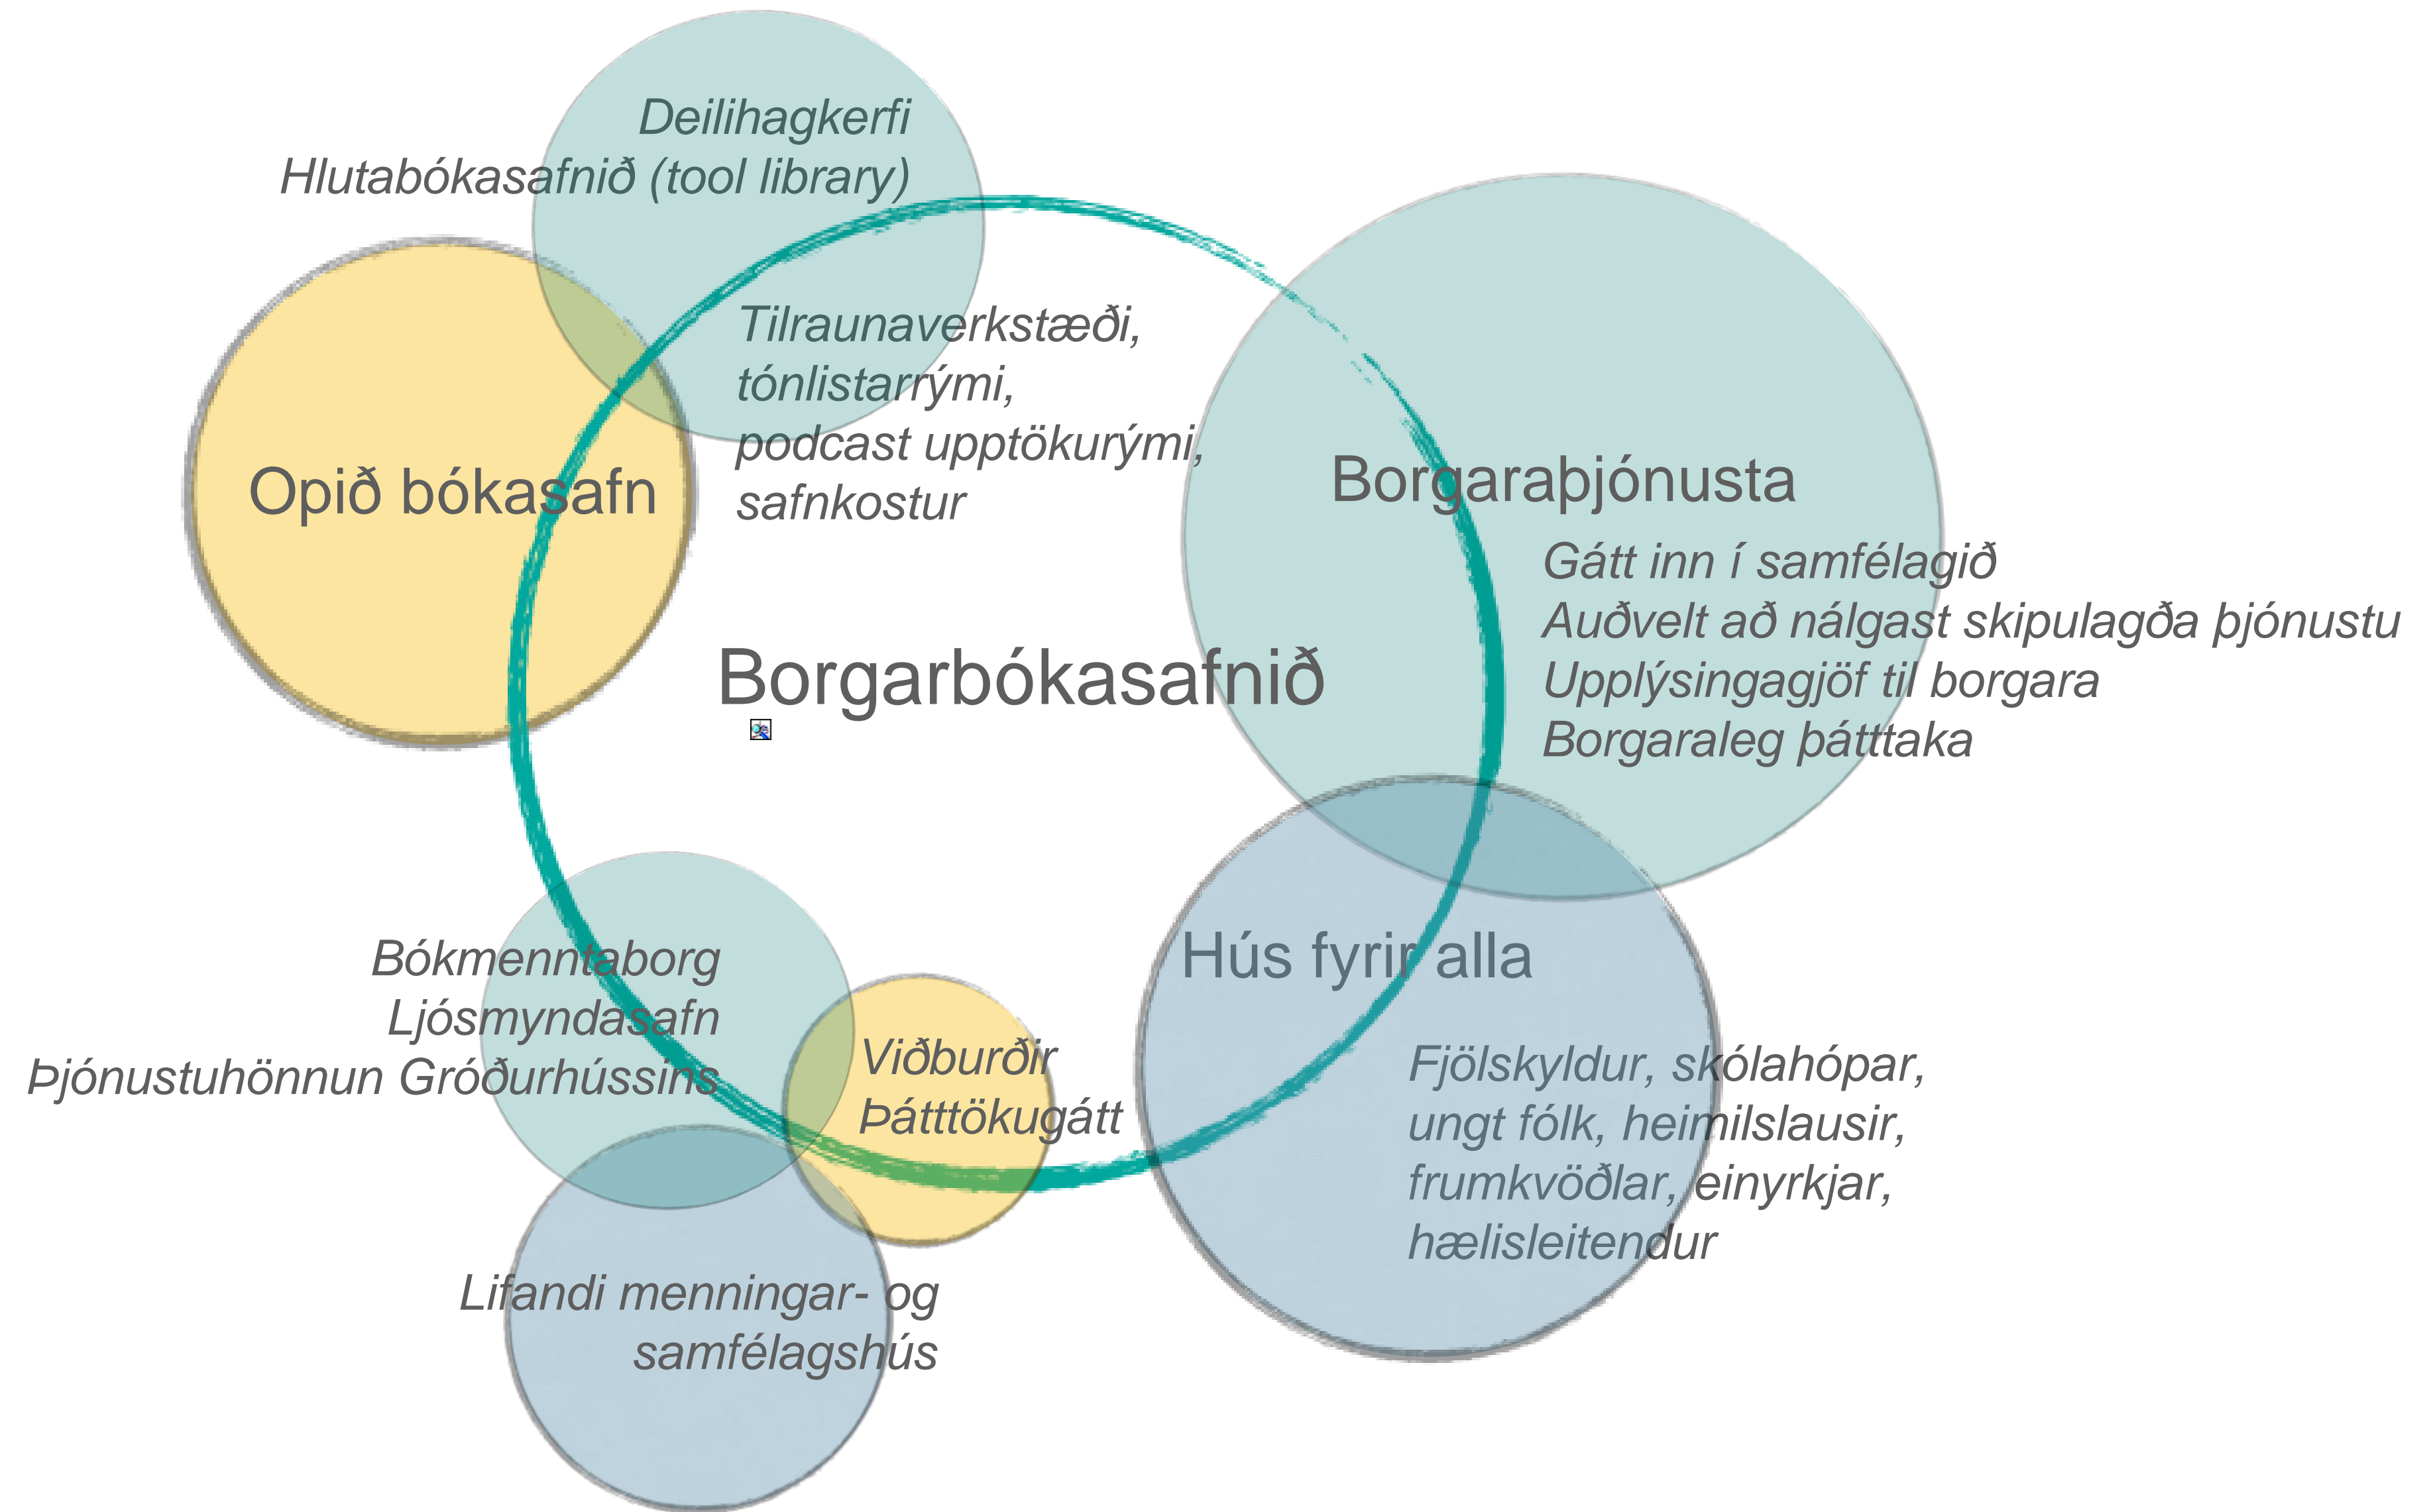 Deilihagkerfi
Hlutabókasafnið (tool library)
Tilraunaverkstæði,
tónlistarrými,
podcast upptökurými,
safnkostur
Opið bókasafn
Borgaraþjónusta
Gátt inn í samfélagið
Auðvelt að nálgast skipulagða þjónustu
Upplýsingagjöf til borgara
Borgaraleg þátttaka
Borgarbókasafnið
Hús fyrir alla
Fjölskyldur, skólahópar,
ungt fólk, heimilslausir,
frumkvöðlar, einyrkjar,
hælisleitendur
Bókmenntaborg
Ljósmyndasafn
Þjónustuhönnun Gróðurhússins
Viðburðir
Þátttökugátt
Lifandi menningar- og
samfélagshús